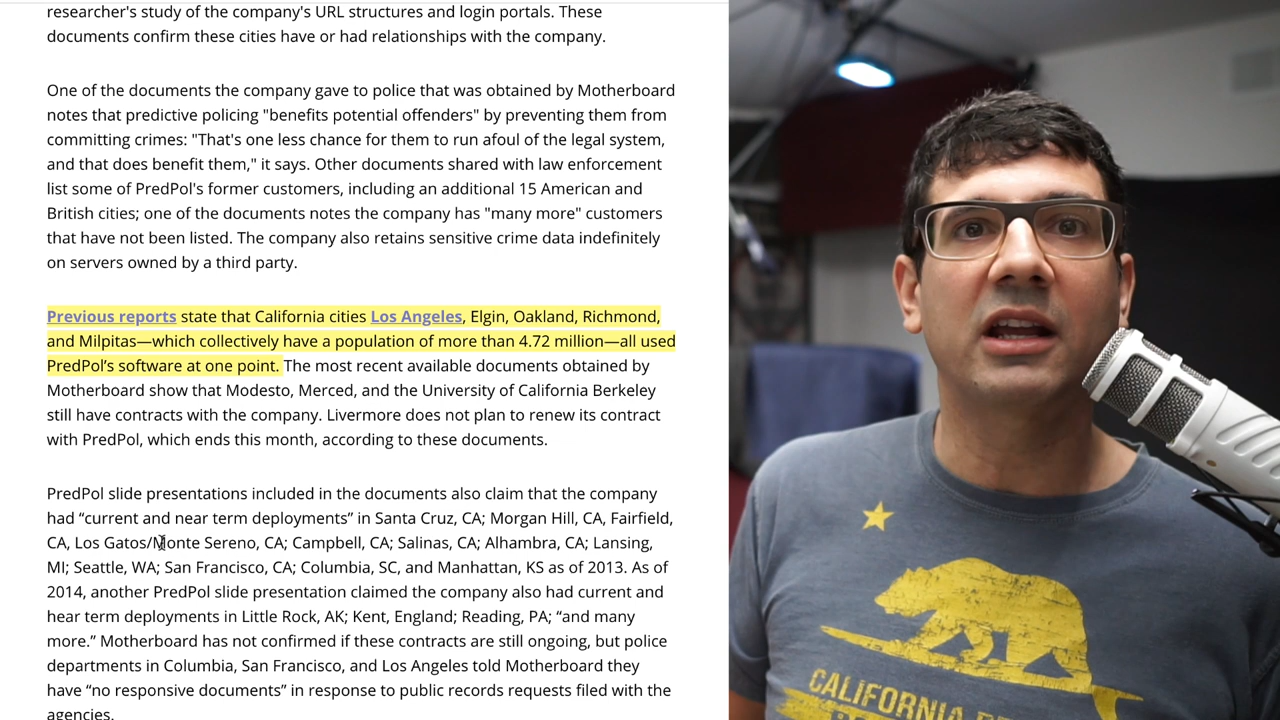 researcher's study of the company's URL structures and login portals. These
documents confirm these cities have or had relationships with the company.
One of the documents the company gave to police that was obtained by Motherboard
notes that predictive policing "benefits potential offenders" by preventing them from
committing crimes: "That's one less chance for them to run afoul of the legal system,
and that does benefit them," it says. Other documents shared with law enforcement
list some of PredPol's former customers, including an additional 15 American and
British cities; one of the documents notes the company has "many more" customers
that have not been listed. The company also retains sensitive crime data indefinitely
on servers owned by a third party.
Previous reports state that California cities Los Angeles, Elgin, Oakland, Richmond,
and Milpitas—which collectively have a population of more than 4.72 million—all used
PredPol’s software at one point. The most recent available documents obtained by
Motherboard show that Modesto, Merced, and the University of California Berkeley
still have contracts with the company. Livermore does not plan to renew its contract
with PredPol, which ends this month, according to these documents.
PredPol slide presentations included in the documents also claim that the company
had “current and near term deployments” in Santa Cruz, CA; Morgan Hill, CA, Fairfield,
CA, Los Gatos/Monte Sereno, CA; Campbell, CA; Salinas, CA; Alhambra, CA; Lansing,
MI; Seattle, WA; San Francisco, CA; Columbia, SC, and Manhattan, KS as of 2013. As of
2014, another PredPol slide presentation claimed the company also had current and
hear term deployments in Little Rock, AK; Kent, England; Reading, PA; “and many
more.” Motherboard has not confirmed if these contracts are still ongoing, but police
departments in Columbia, San Francisco, and Los Angeles told Motherboard they
have “no responsive documents” in response to public records requests filed with the
agencies.
CALIFORNIA